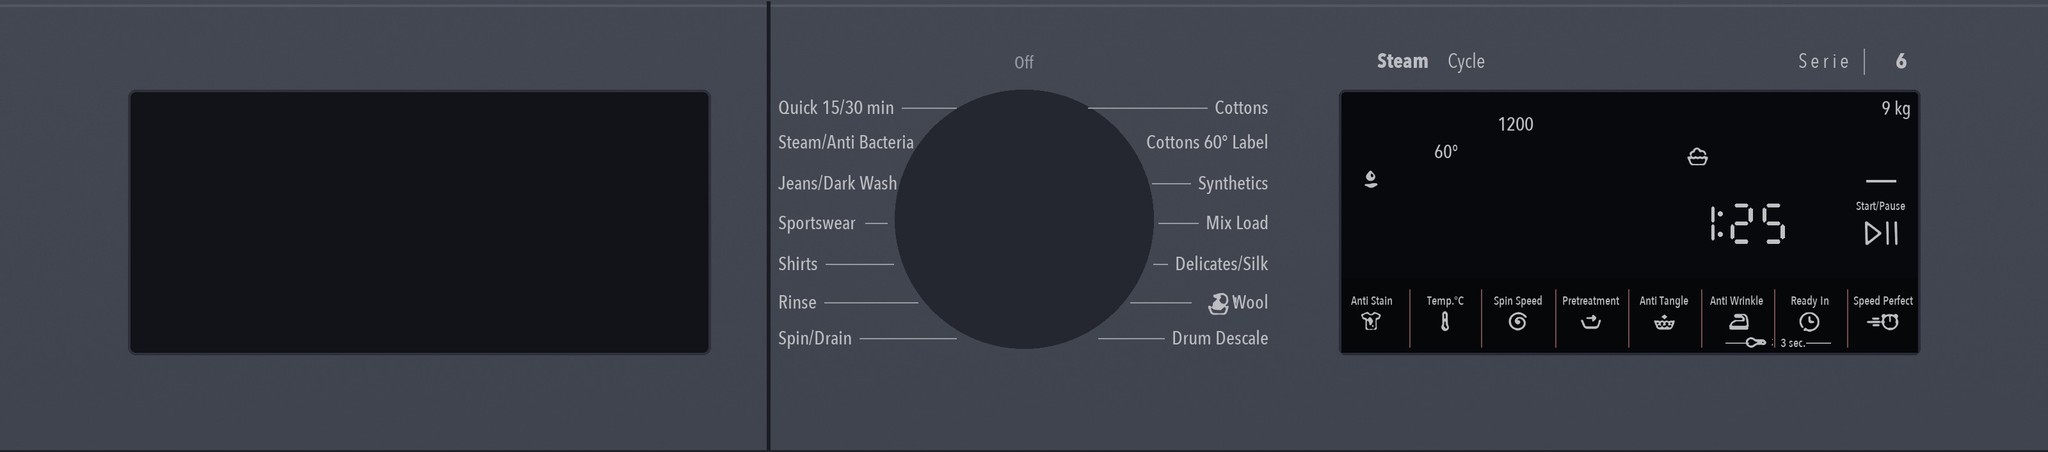 Off
Steam Cycle
Serie | 6
Quick 15/30 min
Steam/Anti Bacteria
Jeans/Dark Wash
Sportswear
Shirts
Rinse
Spin/Drain
Cottons
Cottons 60° Label
Synthetics
Mix Load
Delicates/Silk
Wool
Drum Descale
9 kg
1200
60°
1:25
Start/Pause
Anti Stain
Temp.°C
Spin Speed
Pretreatment
Anti Tangle
Anti Wrinkle
Ready In
Speed Perfect
3 sec.